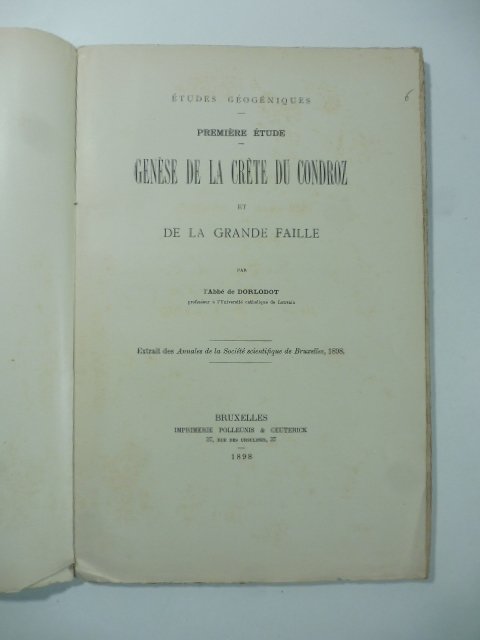 6
ÉTUDES GÉOGÉNIQUES
PREMIÈRE ÉTUDE
GENÈSE DE LA CRÊTE DU CONDROZ
ET
DE LA GRANDE FAILLE
PAR
l'Abbé de DORLODOT
professeur à l'Université catholique de Louvain
Extrait des Annales de la Société scientifique de Bruxelles, 1898.
BRUXELLES
IMPRIMERIE POLLEUNIS & CEUTERICK
37, RUE DES URSULINES, 37
1898